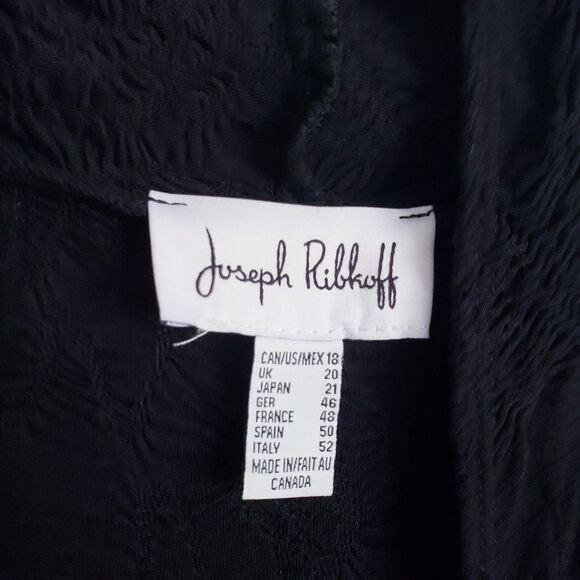 Joseph Ribkoff
CAN/US/MEX 18
UK 20
JAPAN 21
GER 46
FRANCE 48
SPAIN 50
ITALY 52
MADE IN/FAIT AU
CANADA